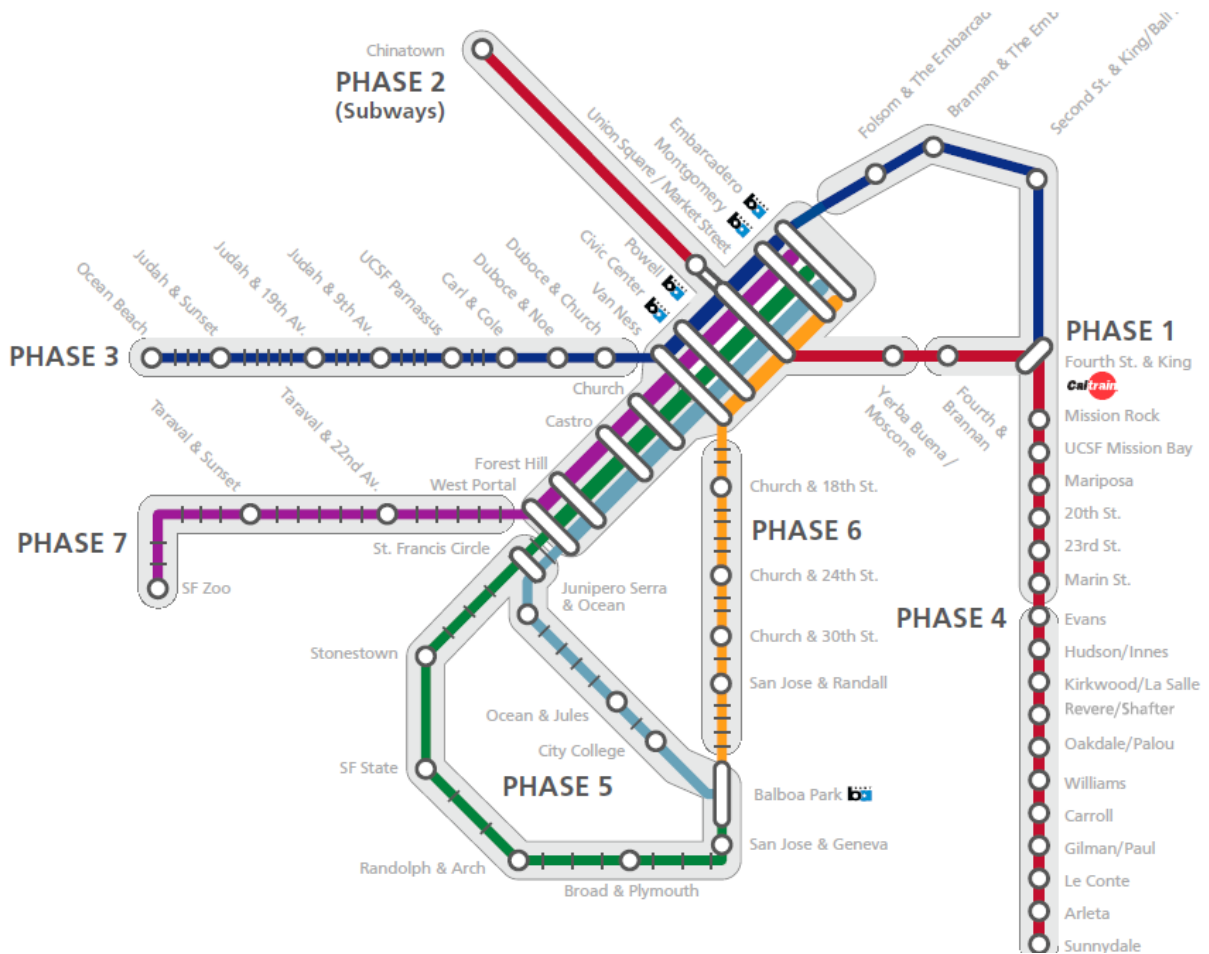 Chinatown
PHASE 2
(Subways)
Folsom & The Embarcad
Brannan & The Emb
Second St. & King/Ball
Embarcadero
Montgomery
Union Square / Market Street
Powell
Civic Center
Van Ness
Duboce & Church
Duboce & Noe
Carl & Cole
UCSF Parnassus
Judah & 9th Av.
Judah & 19th Av.
Judah & Sunset
Ocean Beach
PHASE 3
PHASE 1
Fourth St. & King
Caltrain
Church
Castro
Forest Hill
West Portal
Yerba Buena /
Moscone
Fourth &
Brannan
Mission Rock
UCSF Mission Bay
Mariposa
20th St.
23rd St.
Marin St.
Taraval & Sunset
Taraval & 22nd Av.
PHASE 7
SF Zoo
St. Francis Circle
Junipero Serra
& Ocean
Church & 18th St.
PHASE 6
Church & 24th St.
Church & 30th St.
San Jose & Randall
PHASE 4
Evans
Hudson/Innes
Kirkwood/La Salle
Revere/Shafter
Oakdale/Palou
Williams
Carroll
Gilman/Paul
Le Conte
Arleta
Sunnydale
Stonestown
SF State
Ocean & Jules
City College
PHASE 5
Balboa Park
San Jose & Geneva
Randolph & Arch
Broad & Plymouth